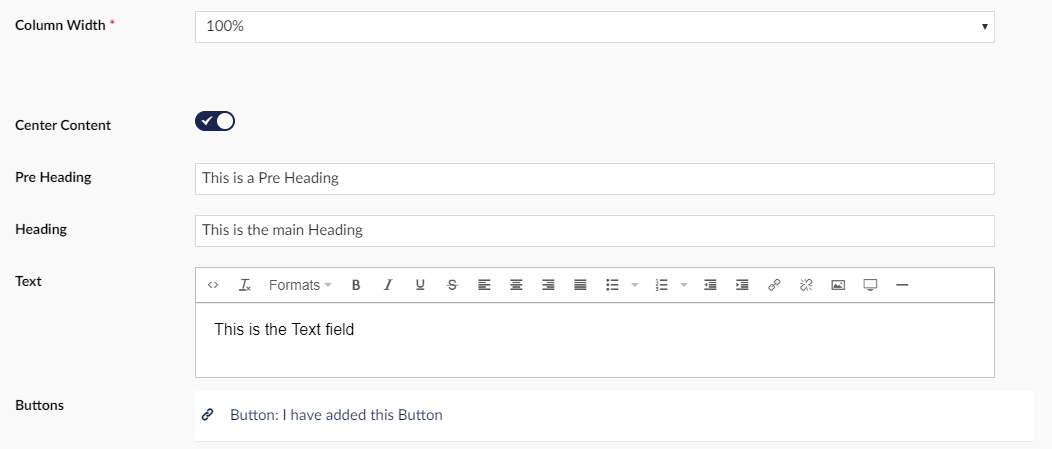 Column Width *
100%
Center Content
Pre Heading
This is a Pre Heading
Heading
This is the main Heading
Text
Formats
B I U S
This is the Text field
Buttons
Button: I have added this Button